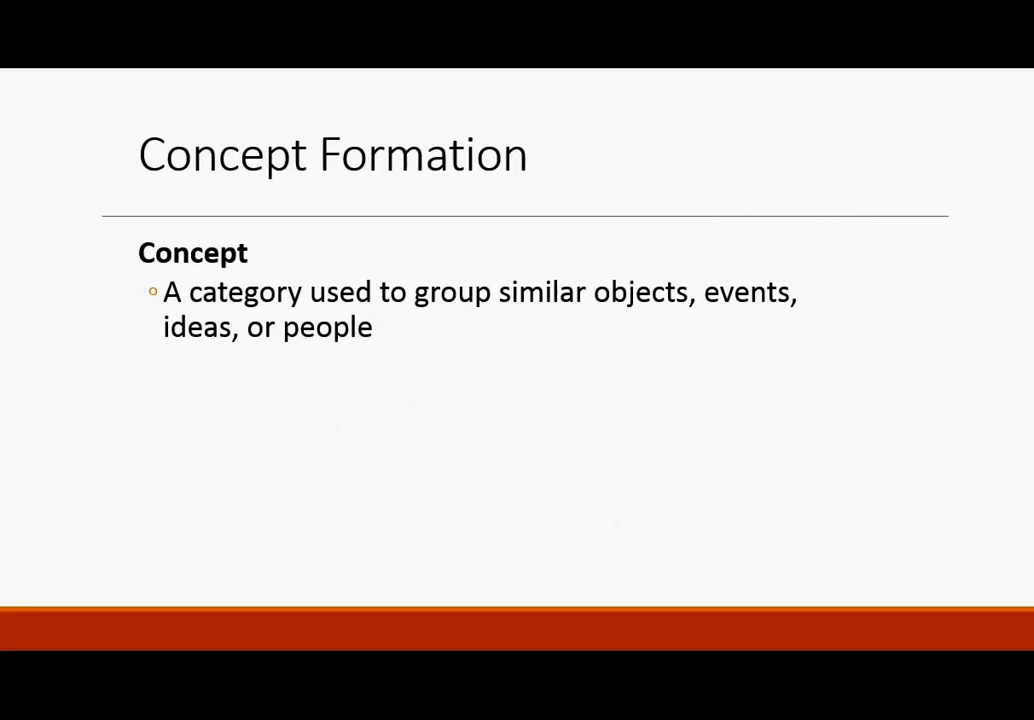 Concept Formation
Concept
◦A category used to group similar objects, events,
ideas, or people